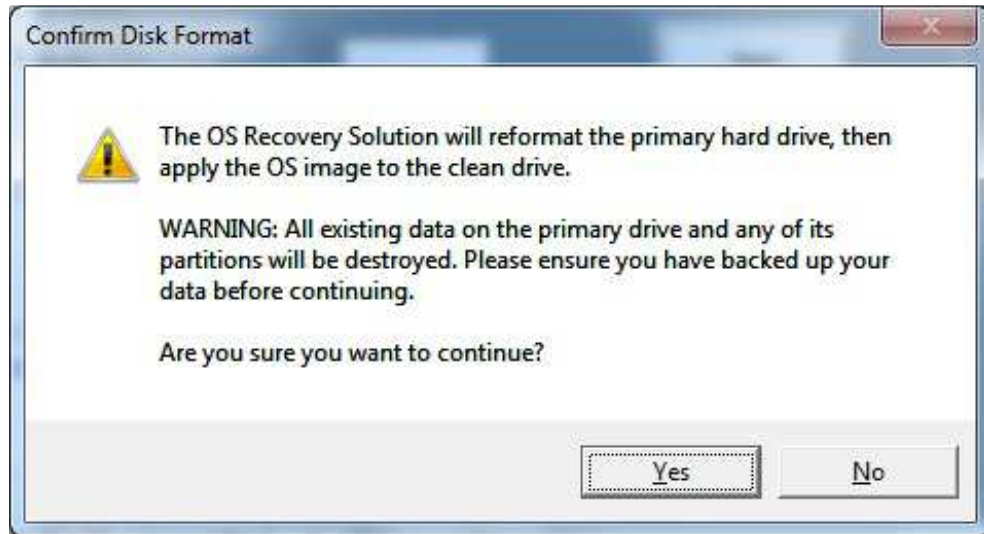 Confirm Disk Format
The OS Recovery Solution will reformat the primary hard drive, then
apply the OS image to the clean drive.
WARNING: All existing data on the primary drive and any of its
partitions will be destroyed. Please ensure you have backed up your
data before continuing.
Are you sure you want to continue?
Yes
No